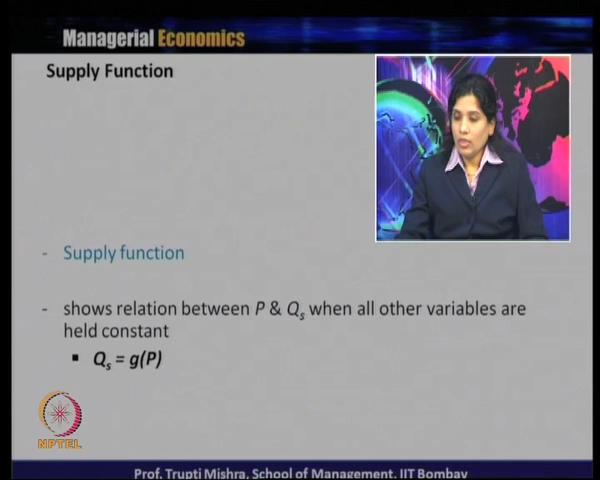 Managerial Economics
Supply Function
- Supply function
- shows relation between P & Qs when all other variables are
held constant
▪ Qs = g(P)
NPTEL
Prof. Trupti Mishra, School of Management, IIT Bombay